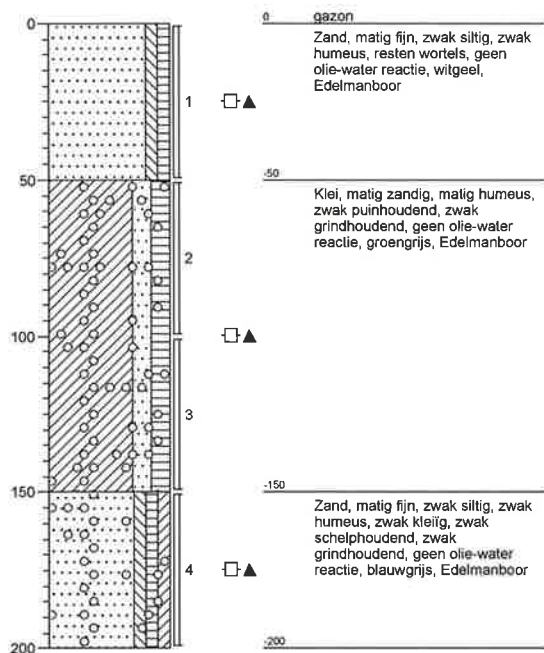 0
0
gazon
Zand, matig fijn, zwak siltig, zwak
humeus, resten wortels, geen
olie-water reactie, witgeel,
Edelmanboor
1
50
-50
Klei, matig zandig, matig humeus,
zwak puinhoudend, zwak
grindhoudend, geen olie-water
reactie, groengrijs, Edelmanboor
2
100
3
150
-150
Zand, matig fijn, zwak siltig, zwak
humeus, zwak kleiïg, zwak
schelphoudend, zwak
grindhoudend, geen olie-water
reactie, blauwgrijs, Edelmanboor
4
200
-200